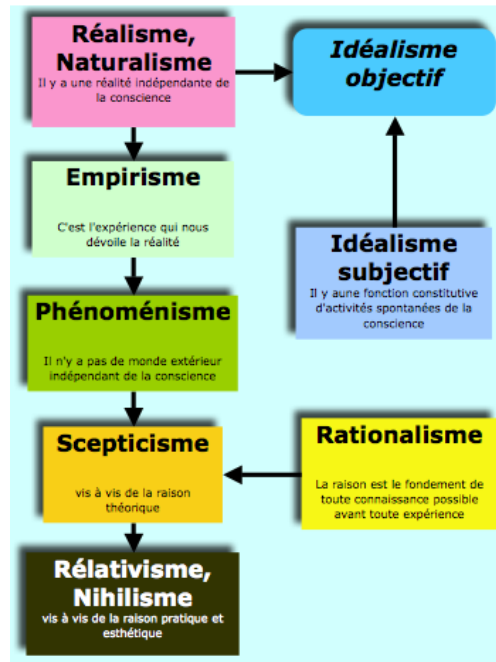 Réalisme,
Naturalisme
Il y a une réalité indépendante de
la conscience
Idéalisme
objectif
Empirisme
C'est l'expérience qui nous
dévoile la réalité
Idéalisme
subjectif
Il y aune fonction constitutive
d'activités spontanées de la
conscience
Phénoménisme
Il n'y a pas de monde extérieur
indépendant de la conscience
Scepticisme
vis à vis de la raison
théorique
Rationalisme
La raison est le fondement de
toute connaissance possible
avant toute expérience
Rélativisme,
Nihilisme
vis à vis de la raison pratique et
esthétique